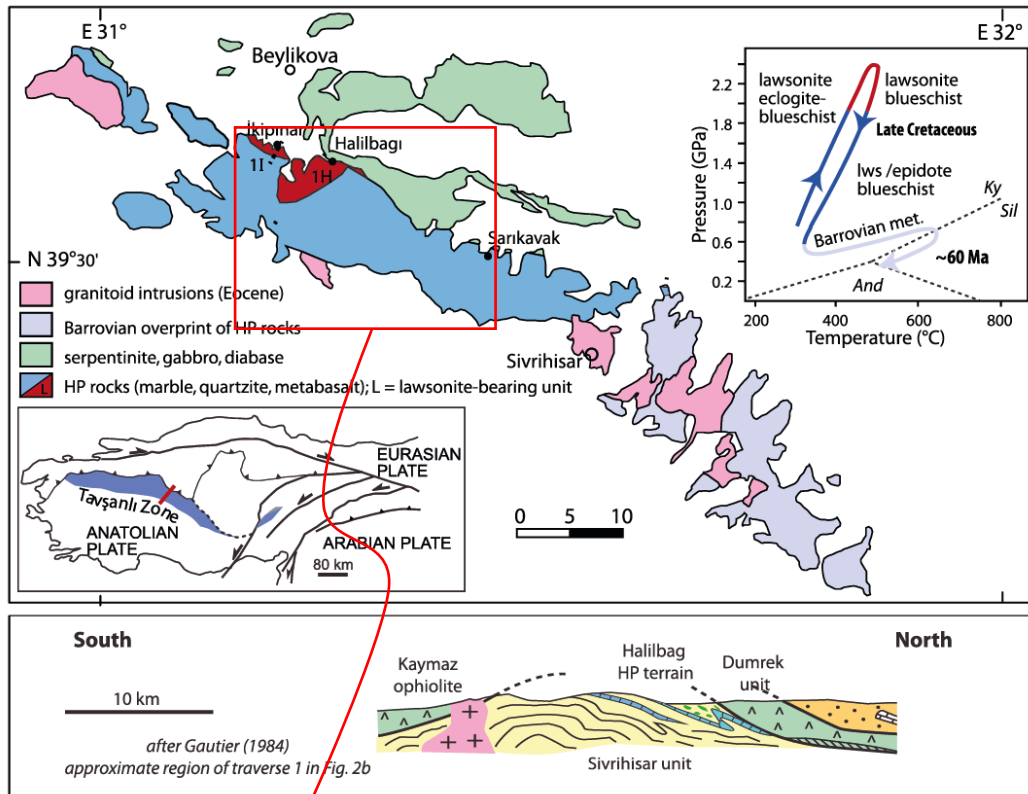 E 31°
E 32°
Beylikova
İkipınar
Halilbagı
1I
1H
Sarıkavak
N 39°30'
granitoid intrusions (Eocene)
Barrovian overprint of HP rocks
serpentinite, gabbro, diabase
L HP rocks (marble, quartzite, metabasalt); L = lawsonite-bearing unit
Sivrihisar
0 5 10
Pressure (GPa)
2.2
1.8
1.4
1.0
0.6
0.2
lawsonite
eclogite-
blueschist
lawsonite
blueschist
Late Cretaceous
lws /epidote
blueschist
Ky
Sil
Barrovian met.
~60 Ma
And
200 400 600 800
Temperature (°C)
EURASIAN
PLATE
Tavşanlı Zone
ANATOLIAN
PLATE
ARABIAN PLATE
80 km
South
North
10 km
Kaymaz
ophiolite
Halilbag
HP terrain
Dumrek
unit
after Gautier (1984)
approximate region of traverse 1 in Fig. 2b
Sivrihisar unit